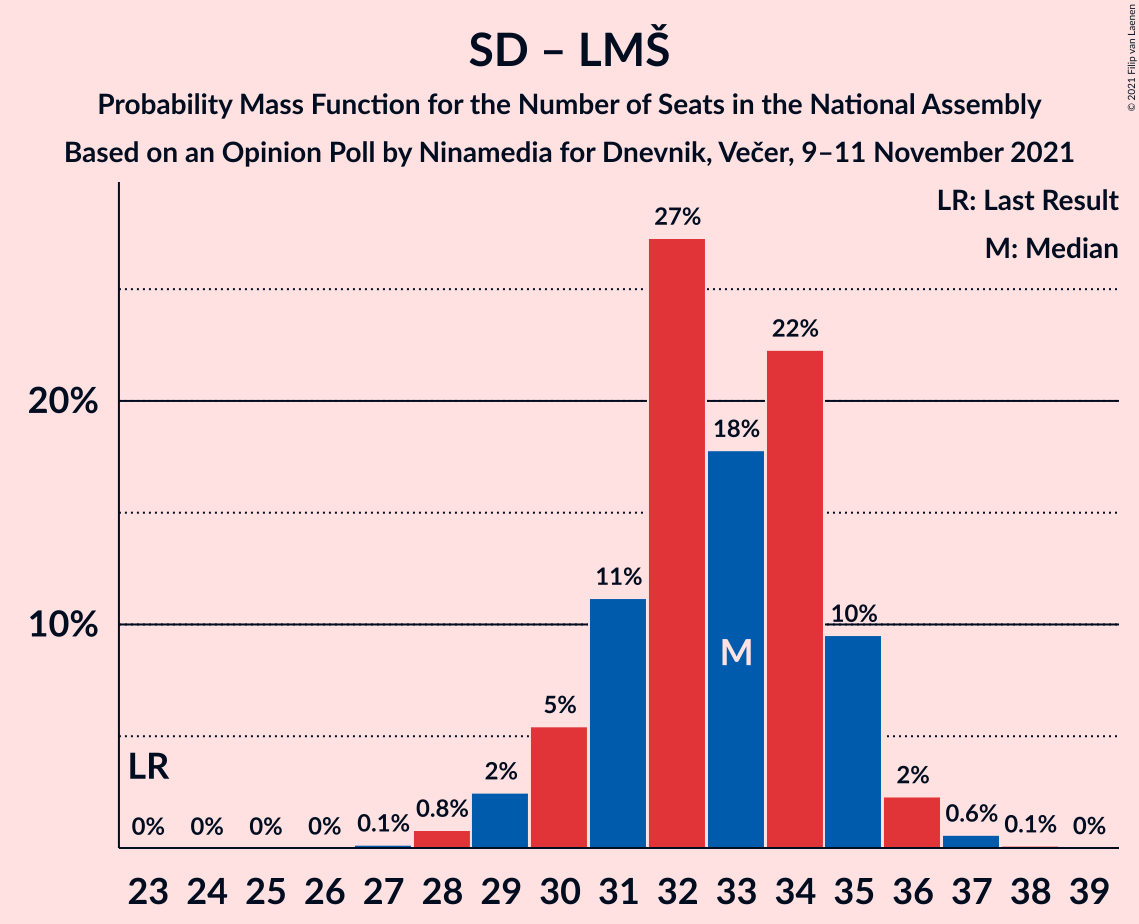 SD – LMŠ
Probability Mass Function for the Number of Seats in the National Assembly
Based on an Opinion Poll by Ninamedia for Dnevnik, Večer, 9–11 November 2021
© 2021 Filip van Laenen
LR: Last Result
M: Median
27%
22%
20%
18%
11%
10%
10%
M
5%
LR
2%
2%
0%
0%
0%
0%
0.1%
0.8%
0.6%
0.1%
0%
23 24 25 26 27 28 29 30 31 32 33 34 35 36 37 38 39